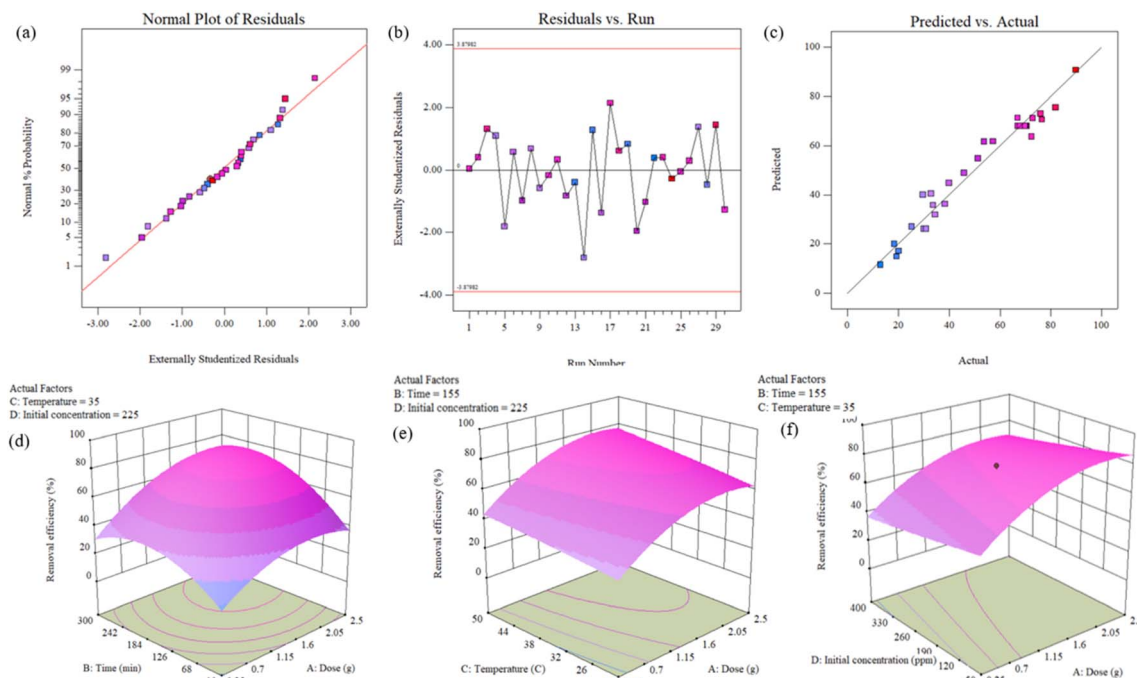 (a)
Normal Plot of Residuals
Normal % Probability
99
95
90
80
70
50
30
20
10
5
1
-3.00 -2.00 -1.00 0.00 1.00 2.00 3.00
Externally Studentized Residuals
(b)
Residuals vs. Run
Externally Studentized Residuals
4.00
2.00
0.00
-2.00
-4.00
3.87982
0
-3.87982
1 5 9 13 17 21 25 29
Run Number
(c)
Predicted vs. Actual
Predicted
100
80
60
40
20
0
0 20 40 60 80 100
Actual
Actual Factors
C: Temperature = 35
D: Initial concentration = 225
(d)
Removal efficiency (%)
100
80
60
40
20
0
300
242
184
126
68
B: Time (min)
2.5
2.05
1.6
1.15
0.7
A: Dose (g)
Actual Factors
B: Time = 155
D: Initial concentration = 225
(e)
Removal efficiency (%)
100
80
60
40
20
0
50
44
38
32
26
C: Temperature (C)
2.5
2.05
1.6
1.15
0.7
A: Dose (g)
Actual Factors
B: Time = 155
C: Temperature = 35
(f)
Removal efficiency (%)
100
80
60
40
20
0
400
330
260
190
120
D: Initial concentration (ppm)
2.05
1.6
1.15
0.7
A: Dose (g)